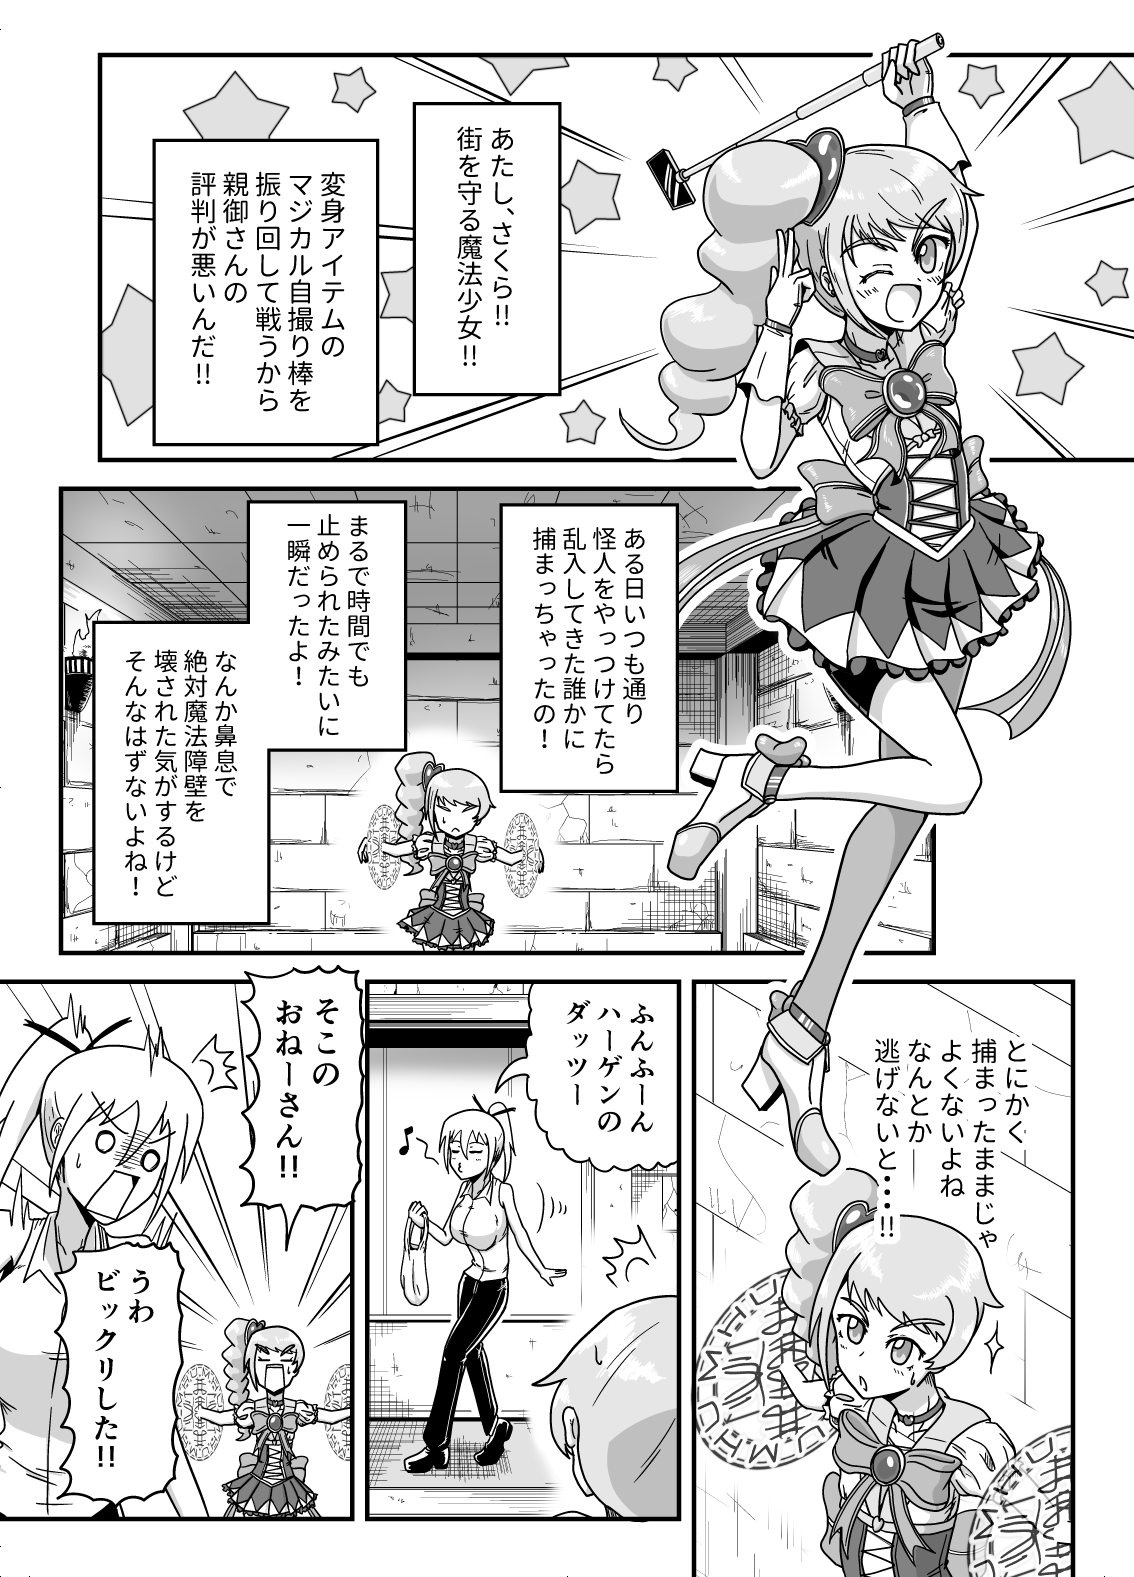 あたし、さくら!!
街を守る魔法少女!!
変身アイテムの
マジカル自撮り棒を
振り回して戦うから
親御さんの
評判が悪いんだ!!
ある日いつも通り
怪人をやっつけてたら
乱入してきた誰かに
捕まっちゃったの！
まるで時間でも
止められたみたいに
一瞬だったよ！
なんか鼻息で
絶対魔法障壁を
壊された気がするけど
そんなはずないよね！
とにかく
捕まったままじゃ
よくないよね
なんとか
逃げないと・・・!!
ふんふーん
ハーゲンの
ダッツー
♪
そこの
おねーさん!!
うわ
ビックリした!!